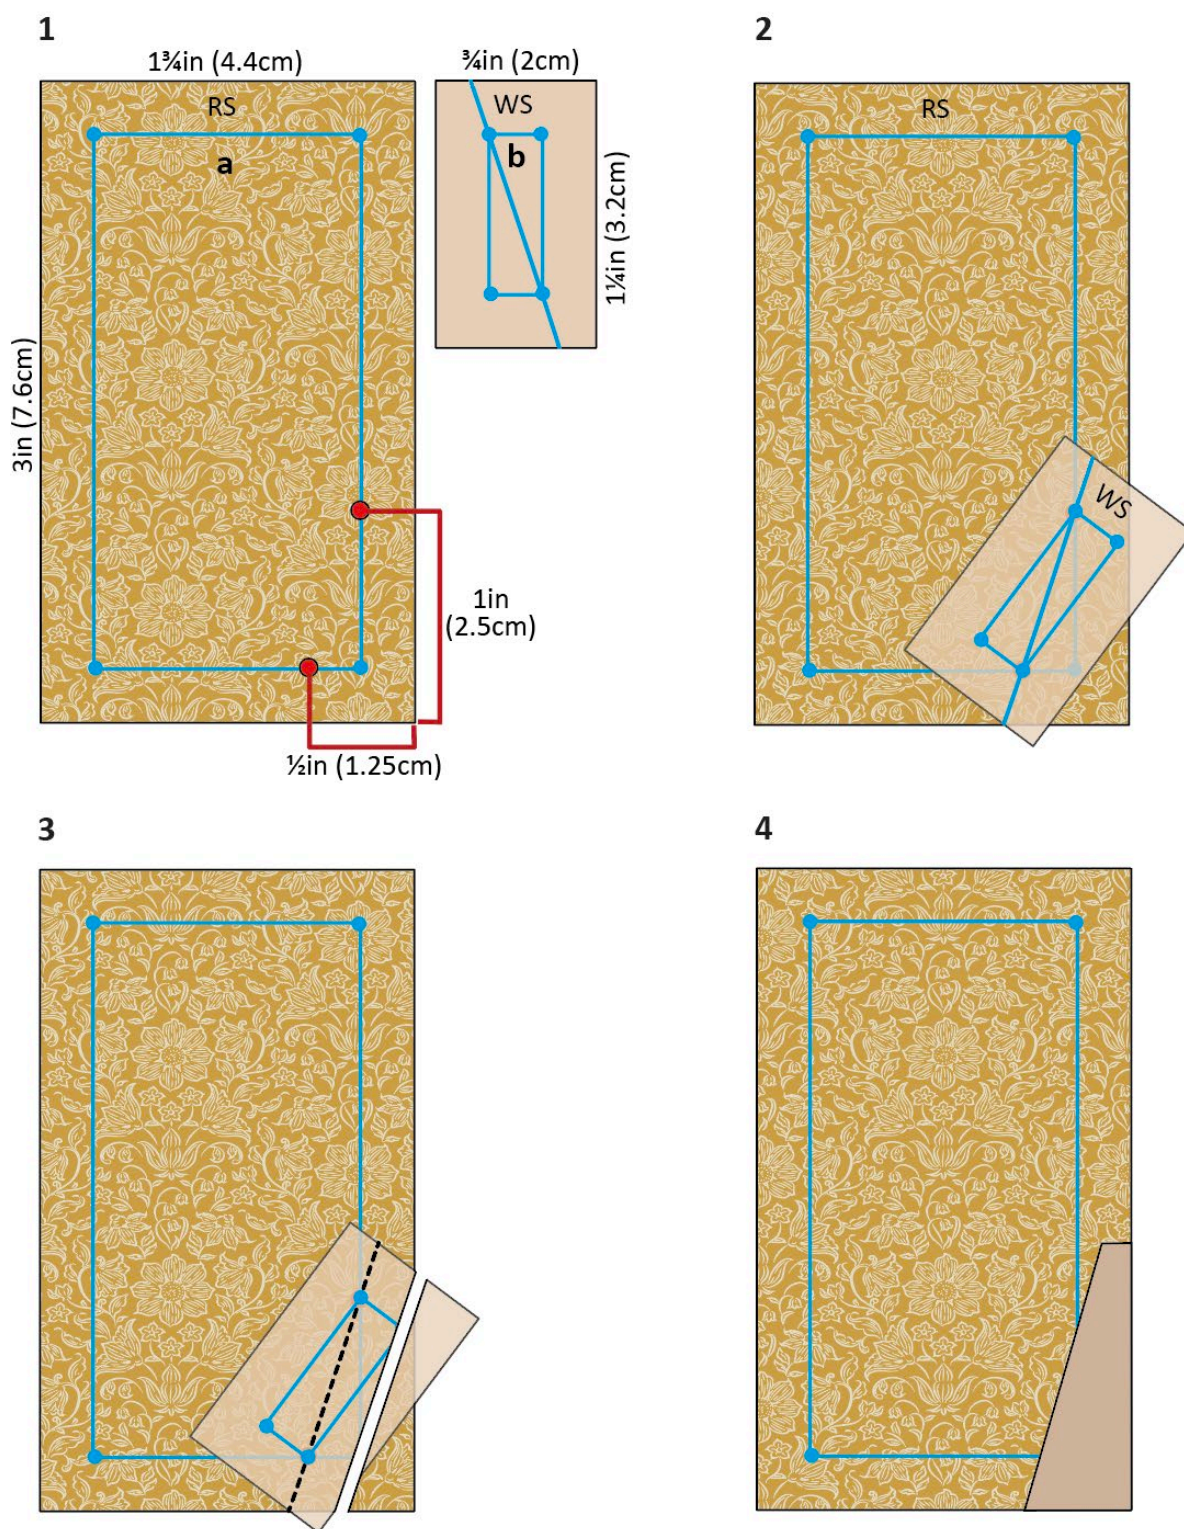 1
1¾in (4.4cm)
RS
a
3in (7.6cm)
¾in (2cm)
WS
b
1¼in (3.2cm)
1in
(2.5cm)
½in (1.25cm)
2
RS
WS
3
4